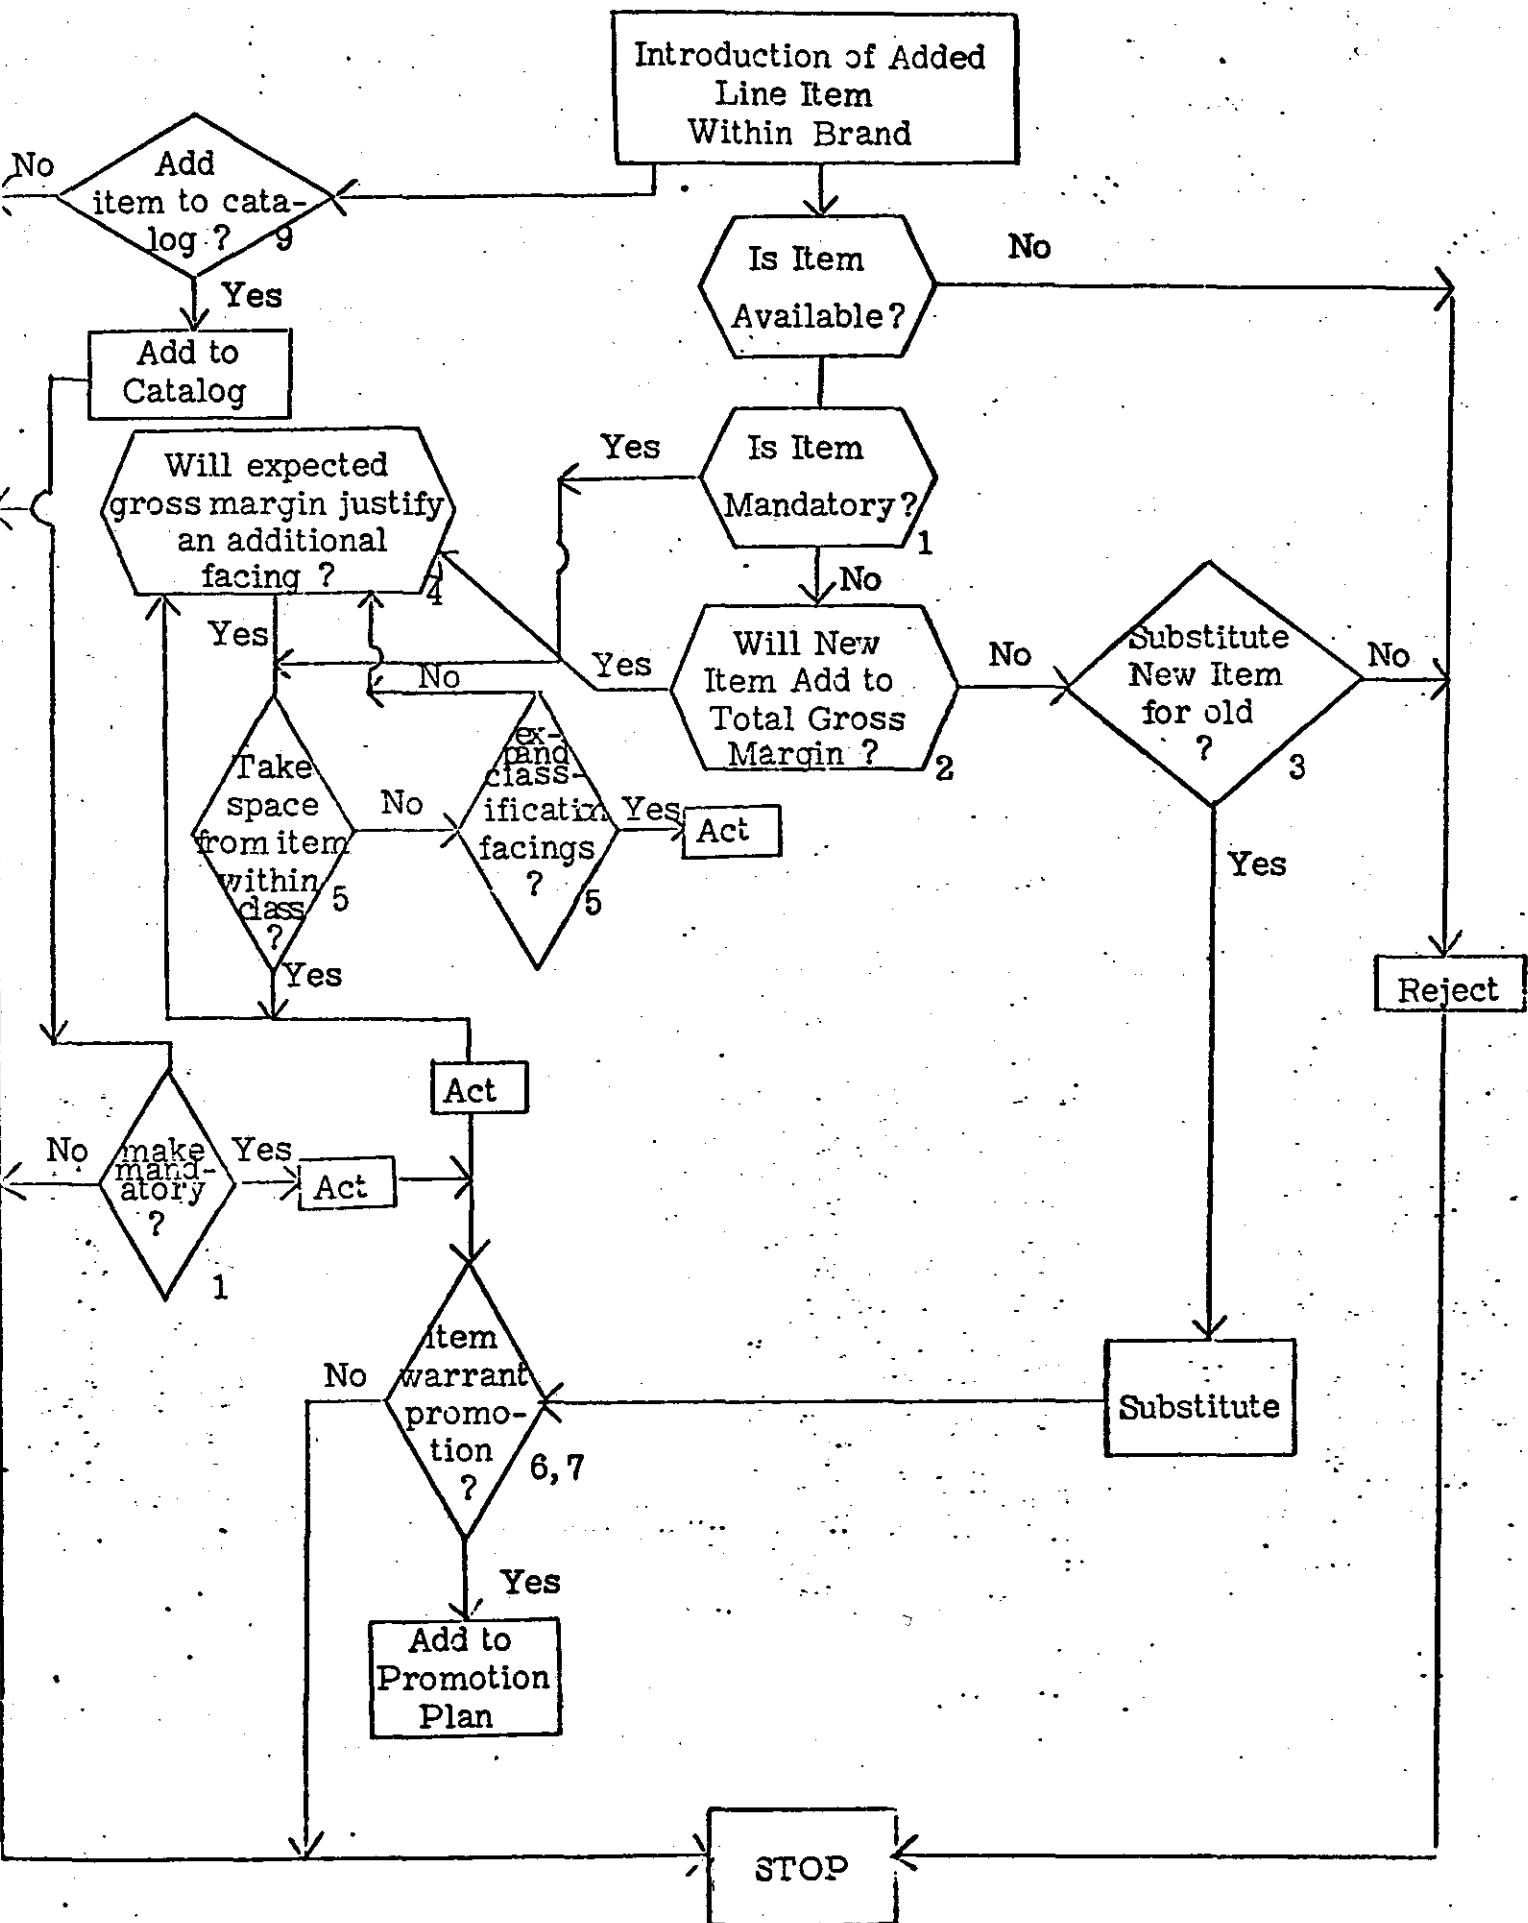 Introduction of Added
Line Item
Within Brand
No
Add
item to cata-
log ?
9
Yes
Add to
Catalog
Is Item
Available?
No
Is Item
Mandatory?
1
Yes
No
Will expected
gross margin justify
an additional
facing ?
4
Yes
Will New
Item Add to
Total Gross
Margin ?
2
Yes
No
Substitute
New Item
for old
?
3
No
Yes
Reject
Take
space
from item
within
class
?
5
No
Yes
ex-
pand
class-
ificatin
facings
?
5
No
Yes
Act
Act
make
mand-
atory
?
1
No
Yes
Act
item
warrant
promo-
tion
?
6,7
No
Yes
Substitute
Add to
Promotion
Plan
STOP